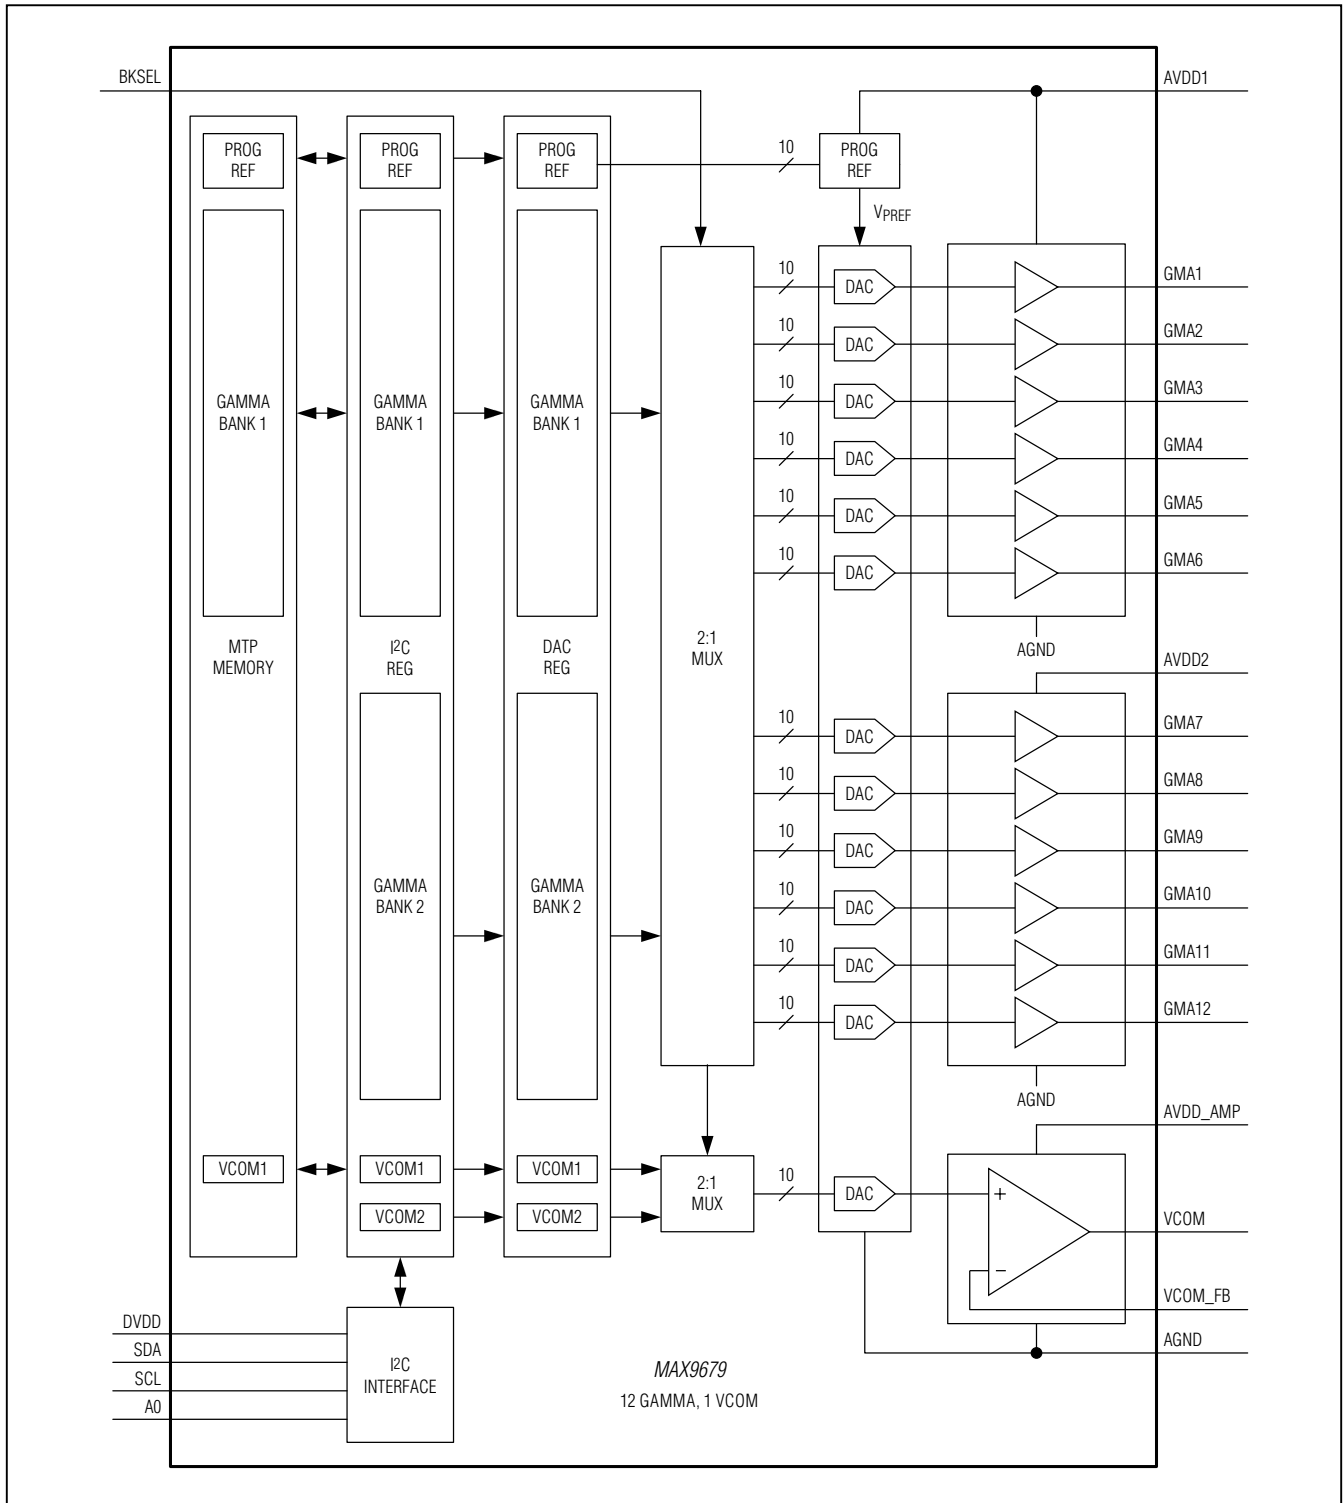 BKSEL
AVDD1
PROG
REF
PROG
REF
PROG
REF
10
PROG
REF
VPREF
10
DAC
GMA1
10
DAC
GMA2
10
DAC
GMA3
GAMMA
BANK 1
GAMMA
BANK 1
GAMMA
BANK 1
10
DAC
GMA4
10
DAC
GMA5
10
DAC
GMA6
MTP
MEMORY
I2C
REG
DAC
REG
2:1
MUX
AGND
AVDD2
10
DAC
GMA7
10
DAC
GMA8
10
DAC
GMA9
GAMMA
BANK 2
GAMMA
BANK 2
10
DAC
GMA10
10
DAC
GMA11
10
DAC
GMA12
AGND
AVDD_AMP
VCOM1
VCOM1
VCOM1
2:1
MUX
10
DAC
+
VCOM2
VCOM2
VCOM
−
VCOM_FB
AGND
DVDD
SDA
SCL
A0
I2C
INTERFACE
MAX9679
12 GAMMA, 1 VCOM